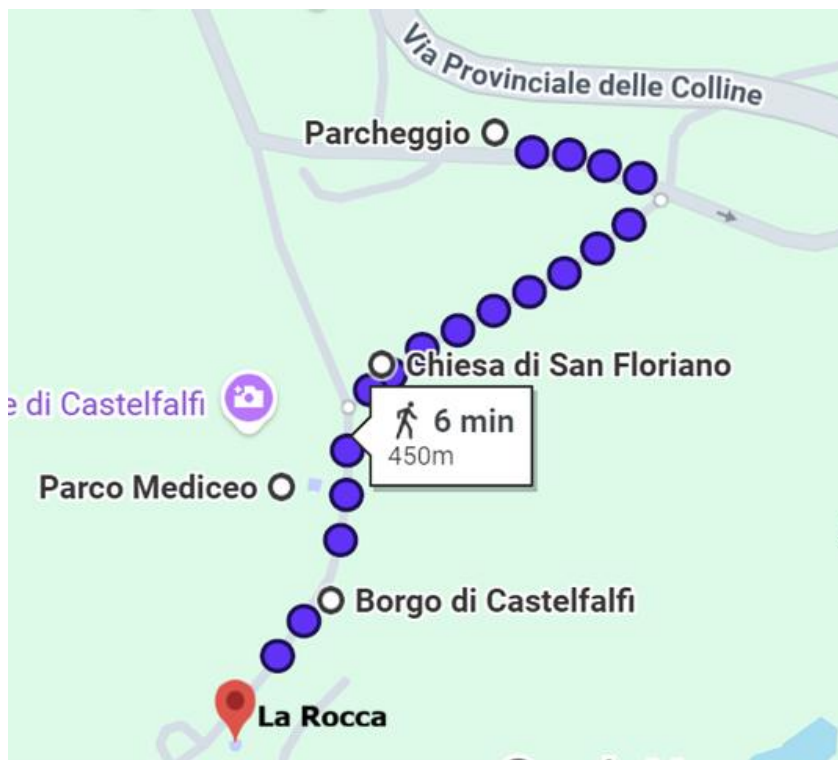 Via Provinciale delle Colline
Parcheggio
Chiesa di San Floriano
e di Castelfalfi
6 min
450m
Parco Mediceo
Borgo di Castelfalfi
La Rocca